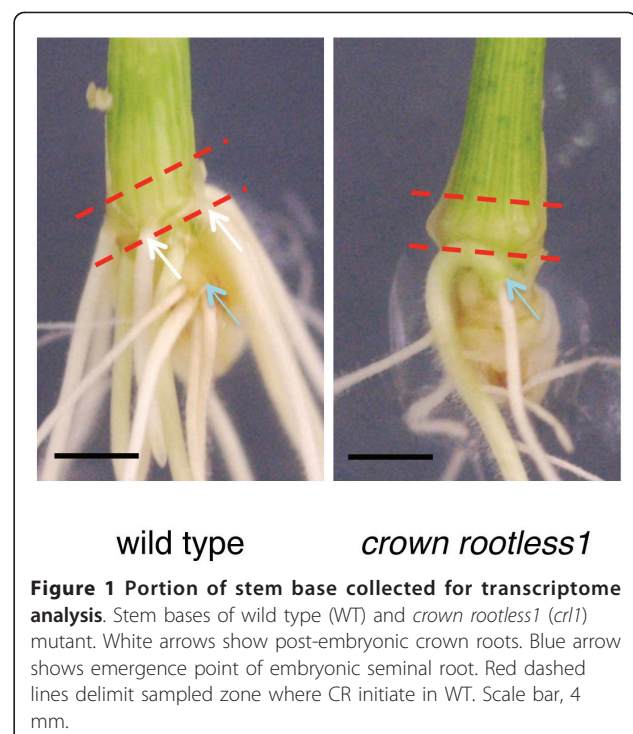 wild type
crown rootless1
Figure 1 Portion of stem base collected for transcriptome
analysis. Stem bases of wild type (WT) and crown rootless1 (crl1)
mutant. White arrows show post-embryonic crown roots. Blue arrow
shows emergence point of embryonic seminal root. Red dashed
lines delimit sampled zone where CR initiate in WT. Scale bar, 4
mm.